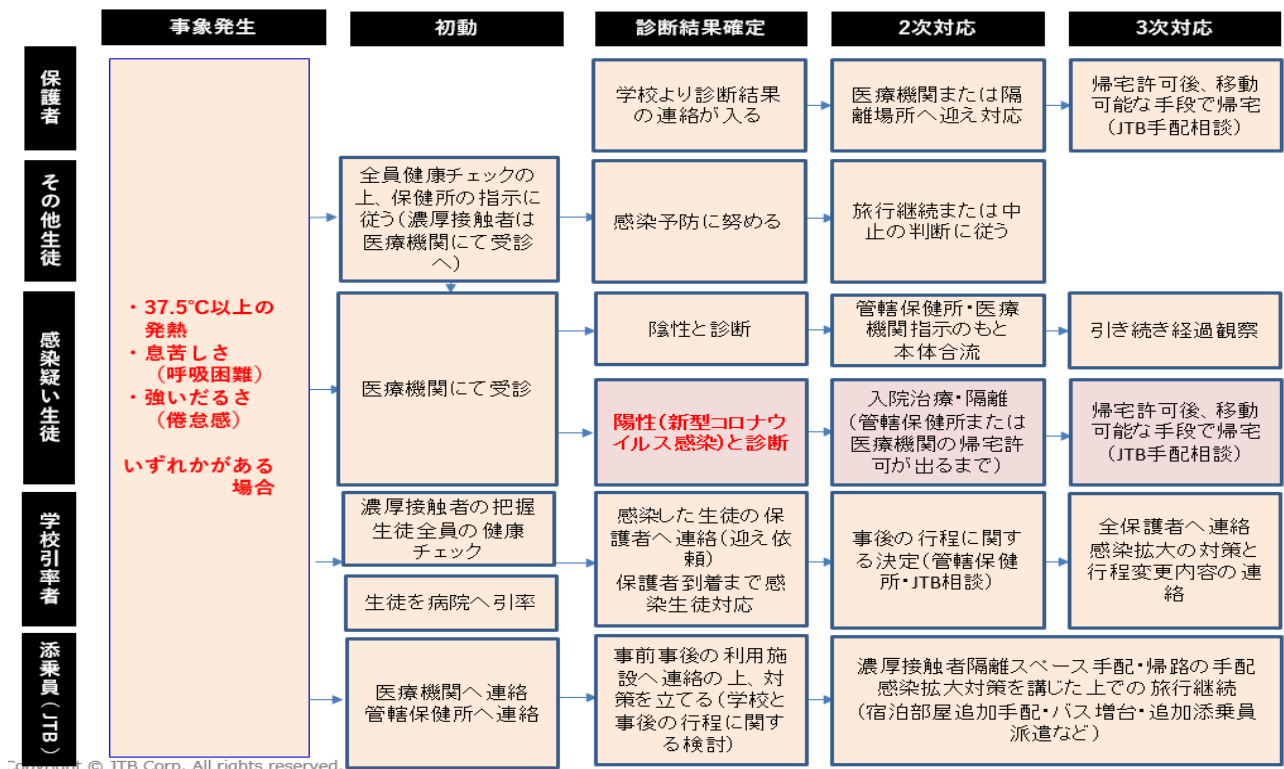 事象発生
初動
診断結果確定
2次対応
3次対応
保護者
学校より診断結果
の連絡が入る
医療機関または隔
離場所へ迎え対応
帰宅許可後、移動
可能な手段で帰宅
(JTB手配相談)
その他生徒
全員健康チェックの
上、保健所の指示に
従う(濃厚接触者は
医療機関にて受診
へ)
感染予防に努める
旅行継続または中
止の判断に従う
・37.5℃以上の
発熱
・息苦しさ
(呼吸困難)
・強いだるさ
(倦怠感)
いずれかがある
場合
感染疑い生徒
医療機関にて受診
陰性と診断
管轄保健所・医療
機関指示のもと
本体合流
引き続き経過観察
陽性(新型コロナウ
イルス感染)と診断
入院治療・隔離
(管轄保健所または
医療機関の帰宅許
可が出るまで)
帰宅許可後、移動
可能な手段で帰宅
(JTB手配相談)
学校引率者
濃厚接触者の把握
生徒全員の健康
チェック
生徒を病院へ引率
感染した生徒の保
護者へ連絡(迎え依
頼)
保護者到着まで感
染生徒対応
事後の行程に関す
る決定(管轄保健
所・JTB相談)
全保護者へ連絡
感染拡大の対策と
行程変更内容の連
絡
添乗員(JTB)
医療機関へ連絡
管轄保健所へ連絡
事前事後の利用施
設へ連絡の上、対
策を立てる(学校と
事後の行程に関す
る検討)
濃厚接触者隔離スペース手配・帰路の手配
感染拡大対策を講じた上での旅行継続
(宿泊部屋追加手配・バス増台・追加添乗員
派遣など)
Copyright © JTB Corp. All rights reserved.